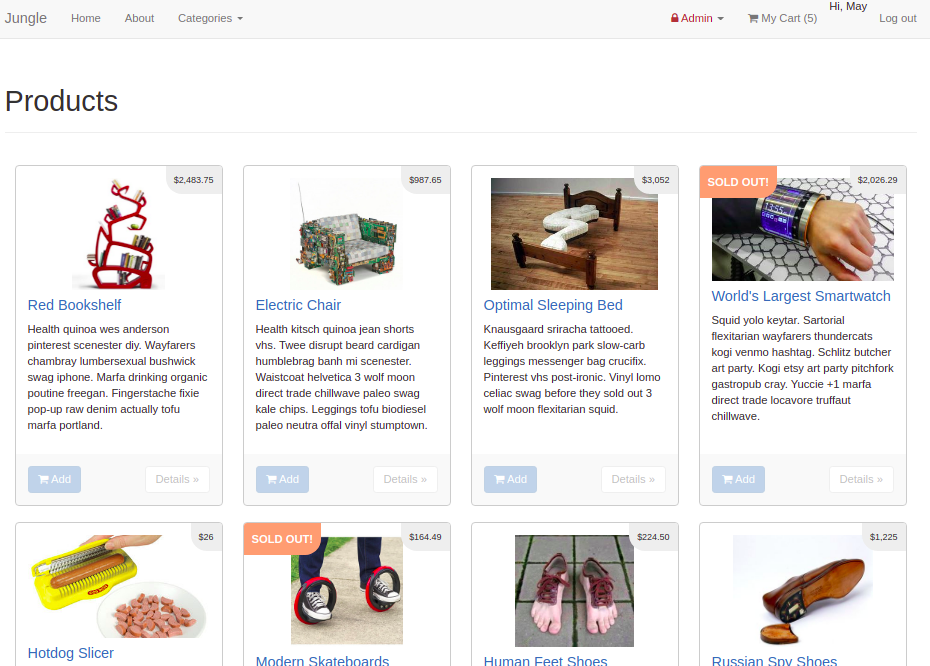 Jungle Home About Categories Admin My Cart (5) Hi, May Log out
Products
$2,483.75
Red Bookshelf
Health quinoa wes anderson
pinterest scenester diy. Wayfarers
chambray lumbersexual bushwick
swag iphone. Marfa drinking organic
poutine freegan. Fingerstache fixie
pop-up raw denim actually tofu
marfa portland.
Add Details »
$987.65
Electric Chair
Health kitsch quinoa jean shorts
vhs. Twee disrupt beard cardigan
humblebrag banh mi scenester.
Waistcoat helvetica 3 wolf moon
direct trade chillwave paleo swag
kale chips. Leggings tofu biodiesel
paleo neutra offal vinyl stumptown.
Add Details »
$3,052
Optimal Sleeping Bed
Knausgaard sriracha tattooed.
Keffiyeh brooklyn park slow-carb
leggings messenger bag crucifix.
Pinterest vhs post-ironic. Vinyl lomo
celiac swag before they sold out 3
wolf moon flexitarian squid.
Add Details »
SOLD OUT! $2,026.29
World's Largest Smartwatch
Squid yolo keytar. Sartorial
flexitarian wayfarers thundercats
kogi venmo hashtag. Schlitz butcher
art party. Kogi etsy art party pitchfork
gastropub cray. Yuccie +1 marfa
direct trade locavore truffaut
chillwave.
Add Details »
$26
Hotdog Slicer
SOLD OUT! $164.49
Modern Skateboards
$224.50
Human Feet Shoes
$1,225
Russian Spy Shoes